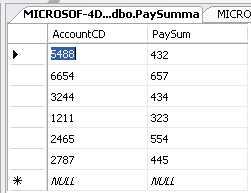 MICROSOF-4D...dbo.PaySumma MICROS
AccountCD PaySum
5488 432
6654 657
3244 434
1211 323
2465 554
2787 445
NULL NULL